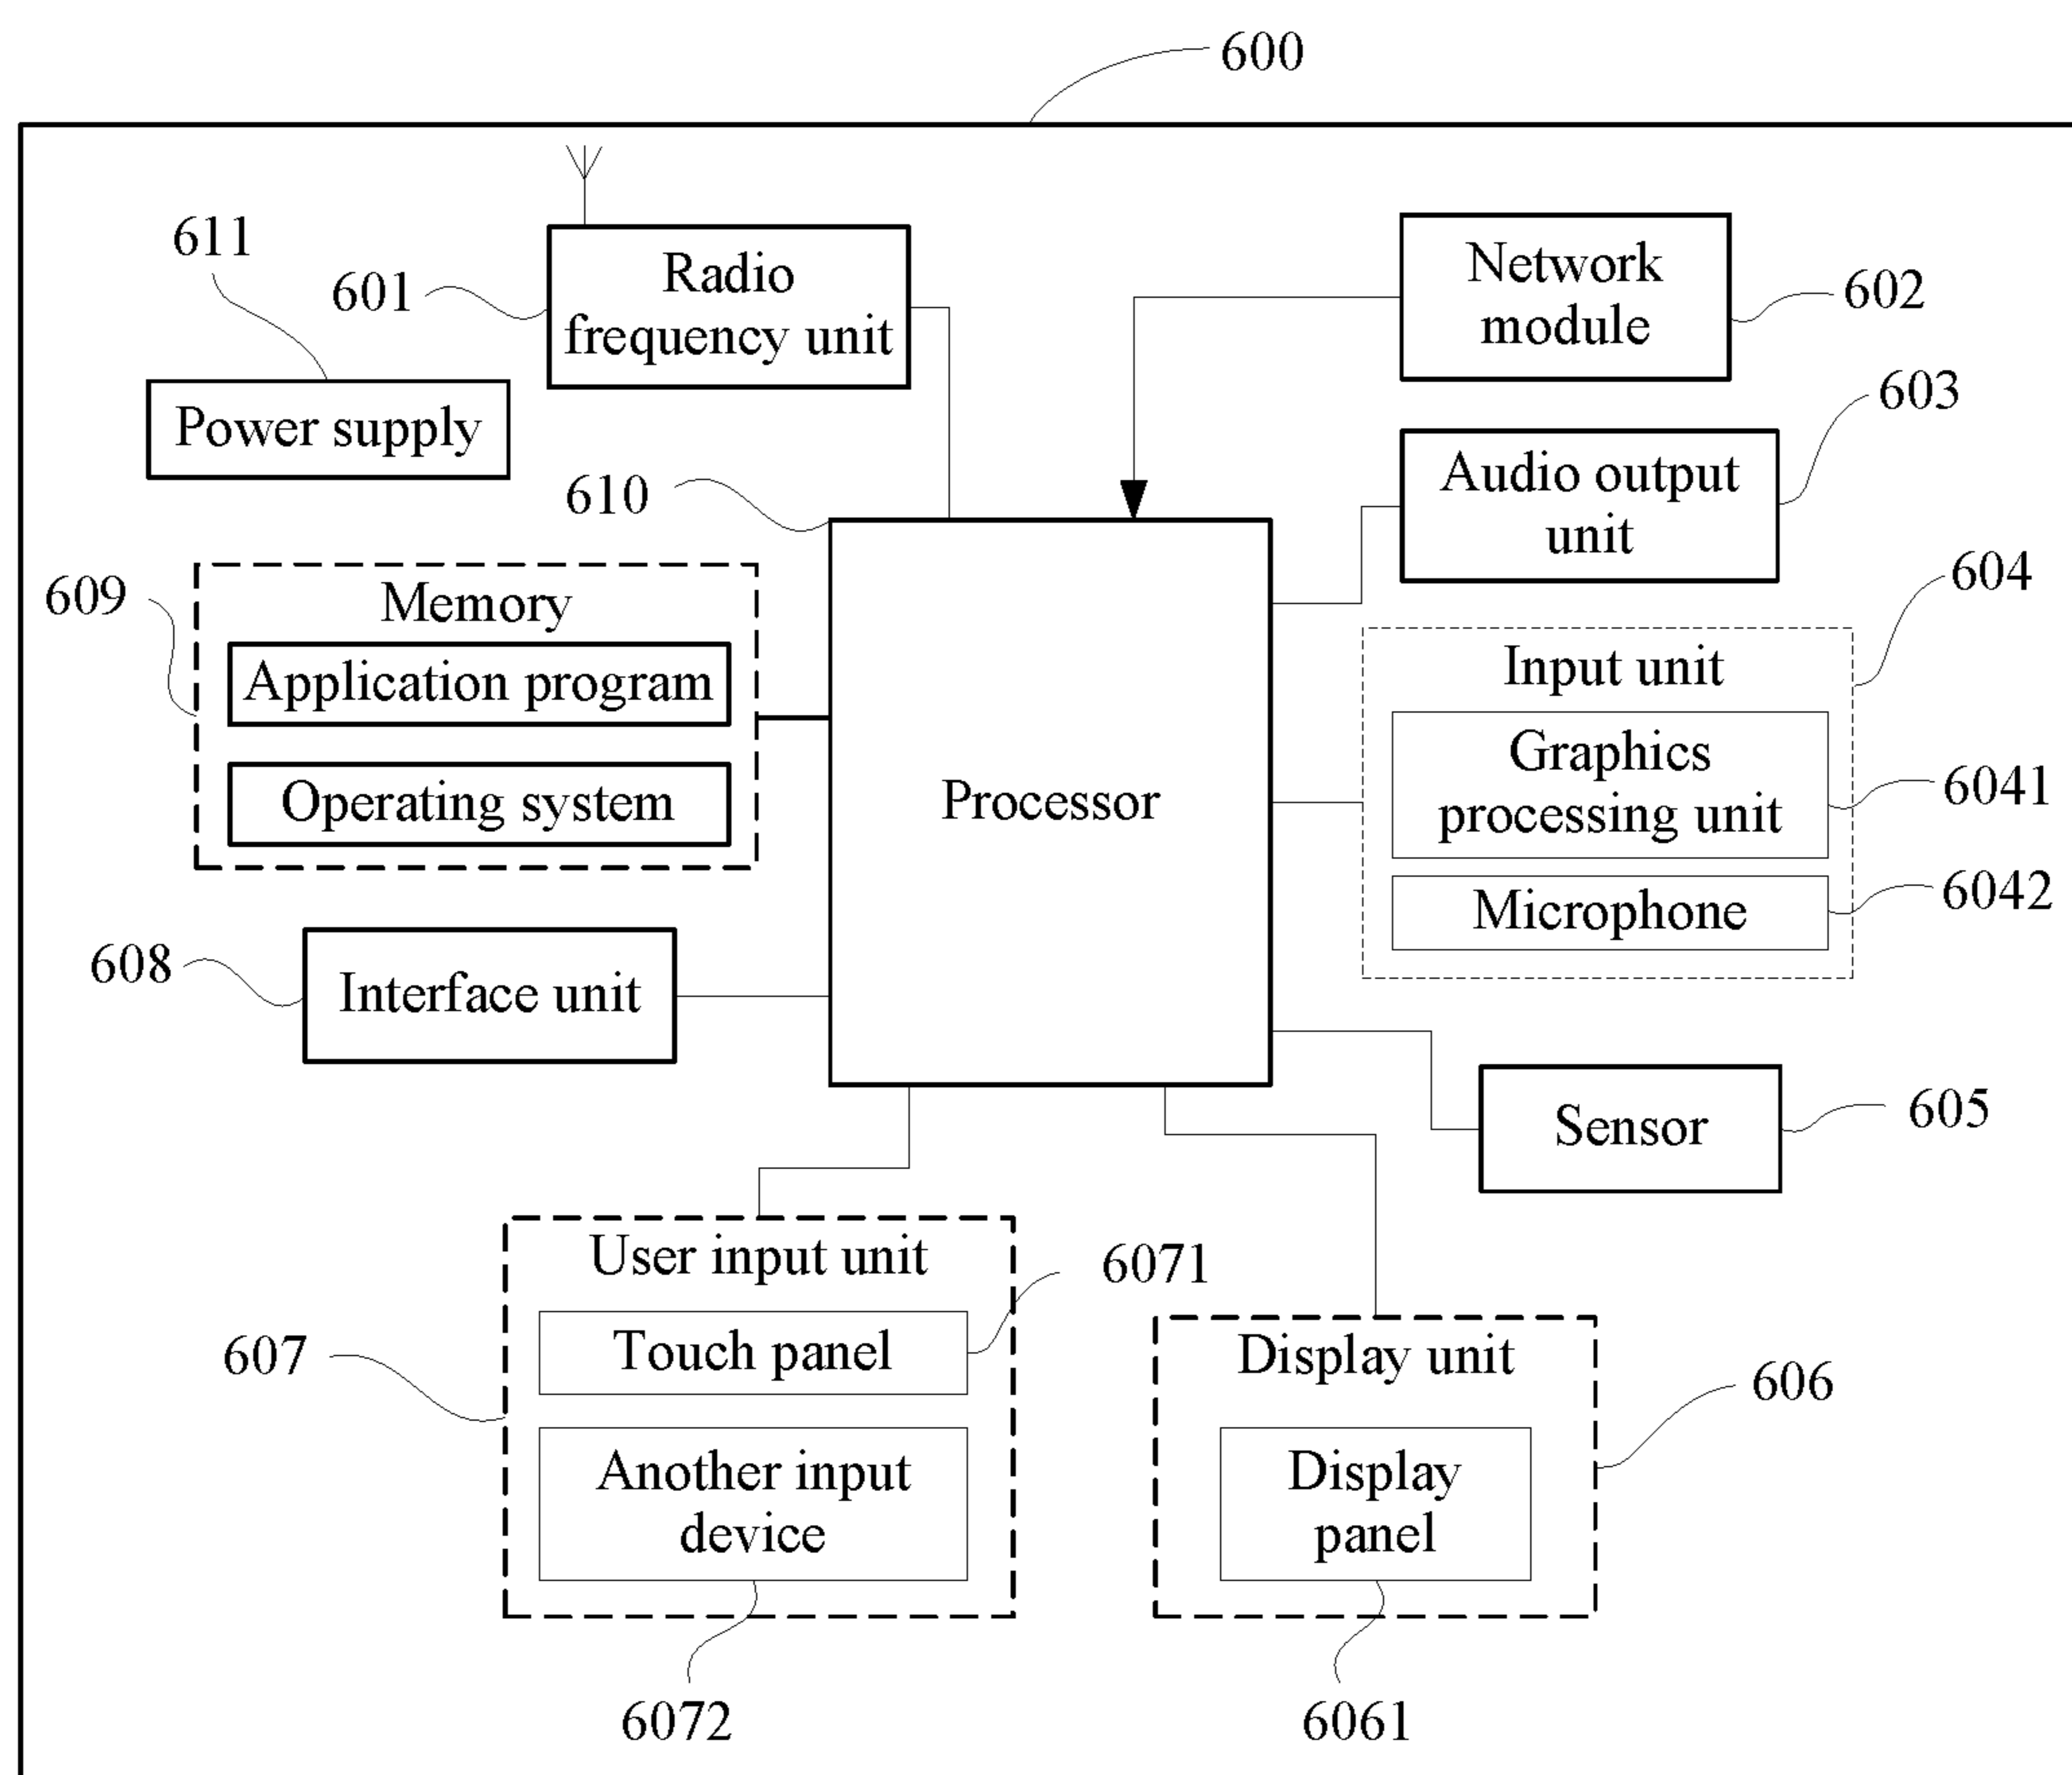 600
611
601
Radio
frequency unit
Network
module
602
Power supply
603
Audio output
unit
610
609
Memory
Application program
Operating system
Processor
604
Input unit
Graphics
processing unit
6041
Microphone
6042
608
Interface unit
Sensor
605
User input unit
6071
Touch panel
607
Another input
device
6072
Display unit
606
Display
panel
6061